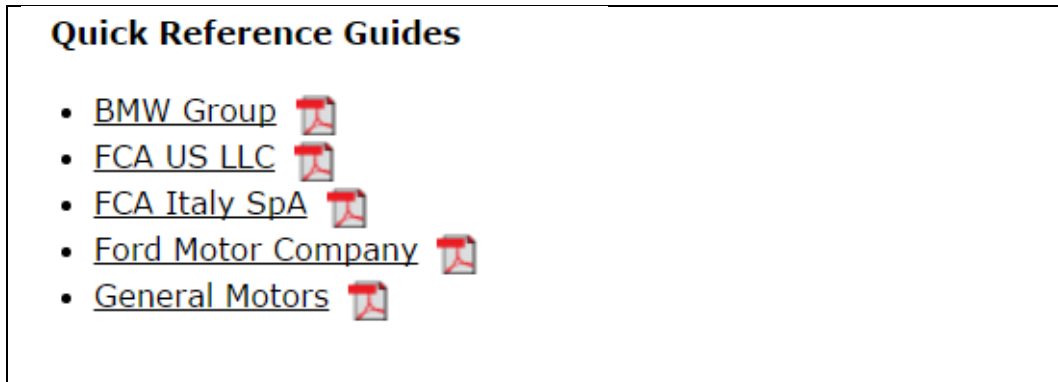 Quick Reference Guides
BMW Group
FCA US LLC
FCA Italy SpA
Ford Motor Company
General Motors